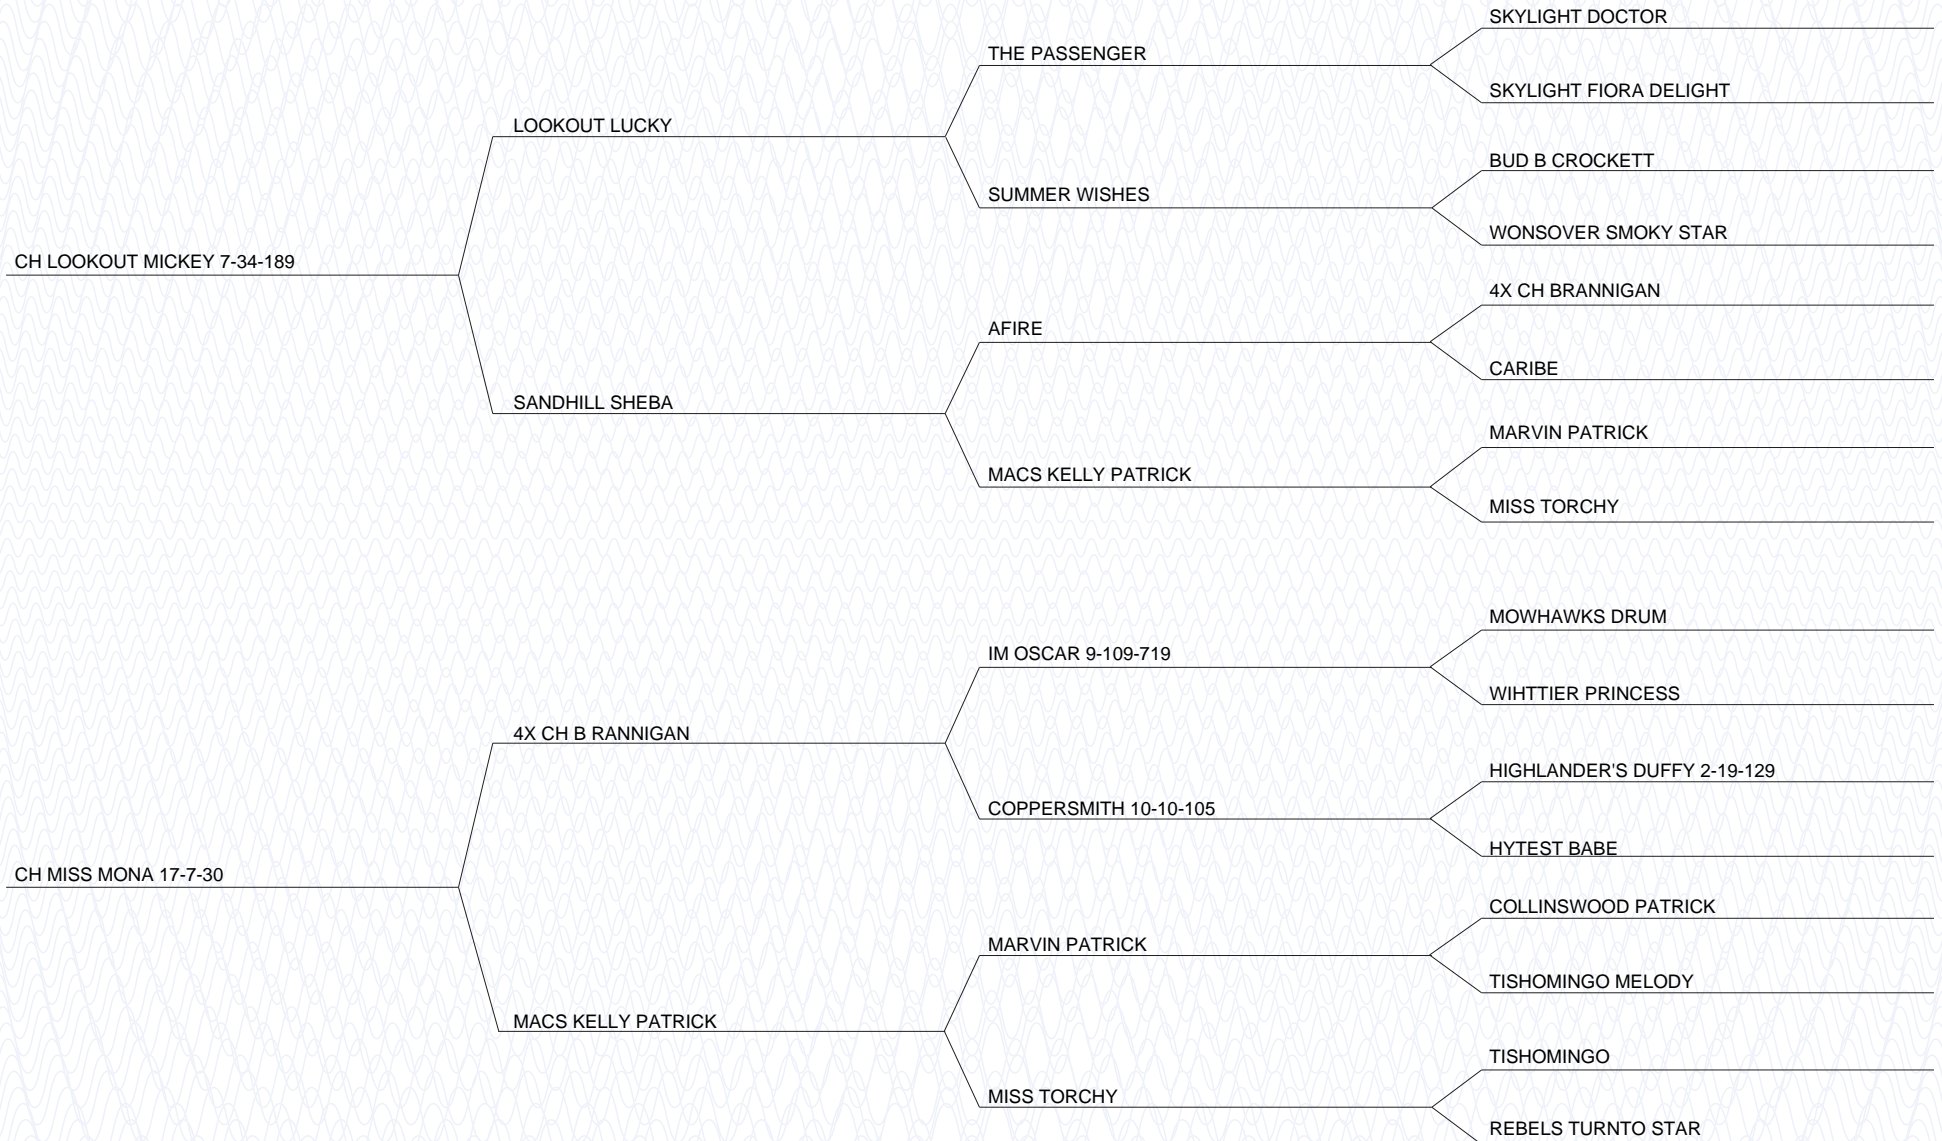 SKYLIGHT DOCTOR
THE PASSENGER
SKYLIGHT FIORA DELIGHT
LOOKOUT LUCKY
BUD B CROCKETT
SUMMER WISHES
WONSOVER SMOKY STAR
CH LOOKOUT MICKEY 7-34-189
4X CH BRANNIGAN
AFIRE
CARIBE
SANDHILL SHEBA
MARVIN PATRICK
MACS KELLY PATRICK
MISS TORCHY
MOWHAWKS DRUM
IM OSCAR 9-109-719
WIHTTIER PRINCESS
4X CH B RANNIGAN
HIGHLANDER'S DUFFY 2-19-129
COPPERSMITH 10-10-105
HYTEST BABE
CH MISS MONA 17-7-30
COLLINSWOOD PATRICK
MARVIN PATRICK
TISHOMINGO MELODY
MACS KELLY PATRICK
TISHOMINGO
MISS TORCHY
REBELS TURNTO STAR